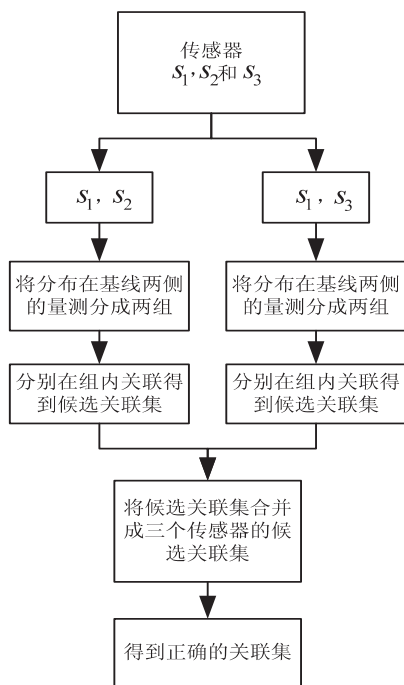 传感器
s₁,s₂和 s₃
s₁, s₂
s₁, s₃
将分布在基线两侧
的量测分成两组
将分布在基线两侧
的量测分成两组
分别在组内关联得
到候选关联集
分别在组内关联得
到候选关联集
将候选关联集合并
成三个传感器的候
选关联集
得到正确的关联集